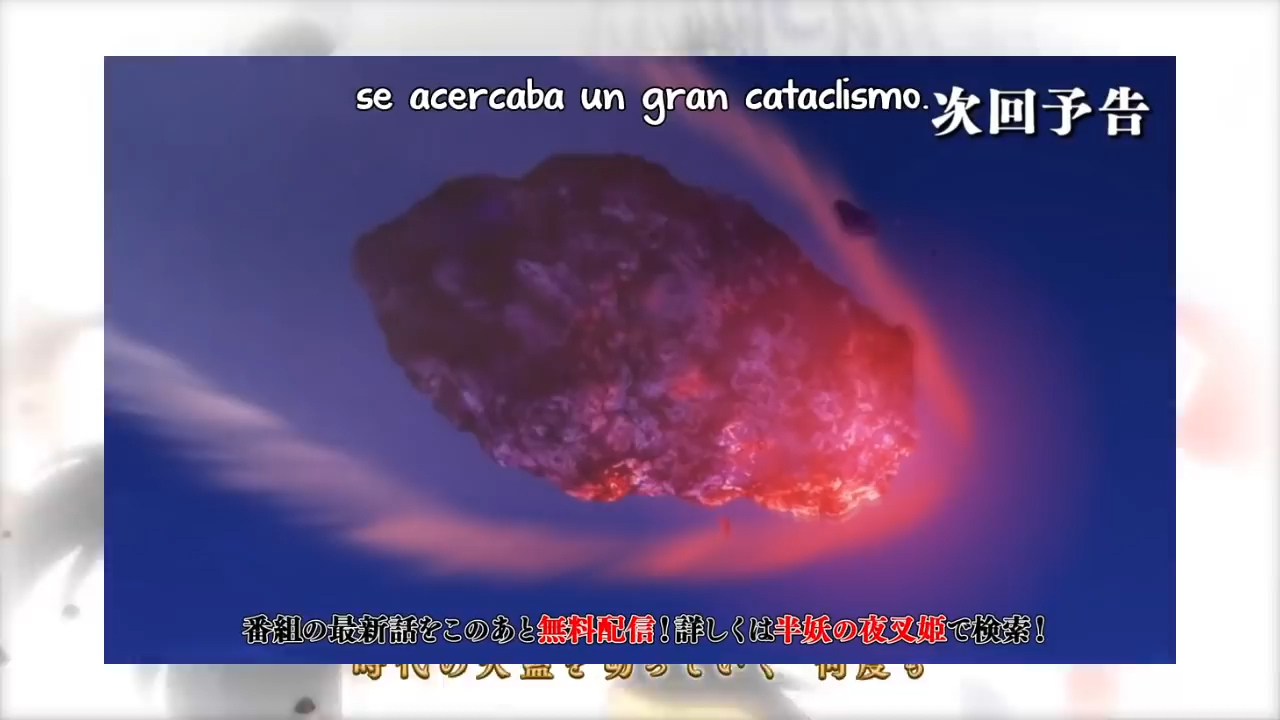 se acercaba un gran cataclismo.
次回予告
番組の最新話をこのあと無料配信！詳しくは半妖の夜叉姫で検索！